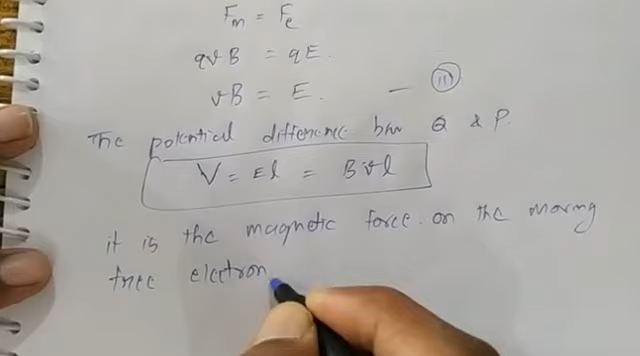 Fm = Fe
qvB = qE.
vB = E. — (iii)
The potential difference b/w Q & P.
V = El = Bvl
it is the magnetic force on the moving
free electron